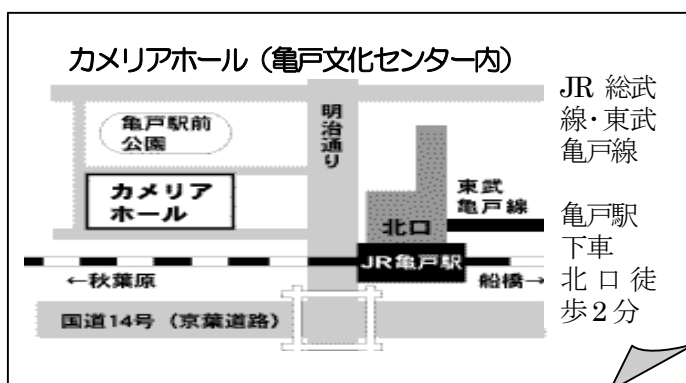 カメリアホール（亀戸文化センター内）
亀戸駅前
公園
明治通り
カメリア
ホール
東武
亀戸線
北口
JR亀戸駅
←秋葉原
船橋→
国道14号（京葉道路）
JR 総武
線・東武
亀戸線
亀戸駅
下車
北 口 徒
歩２分